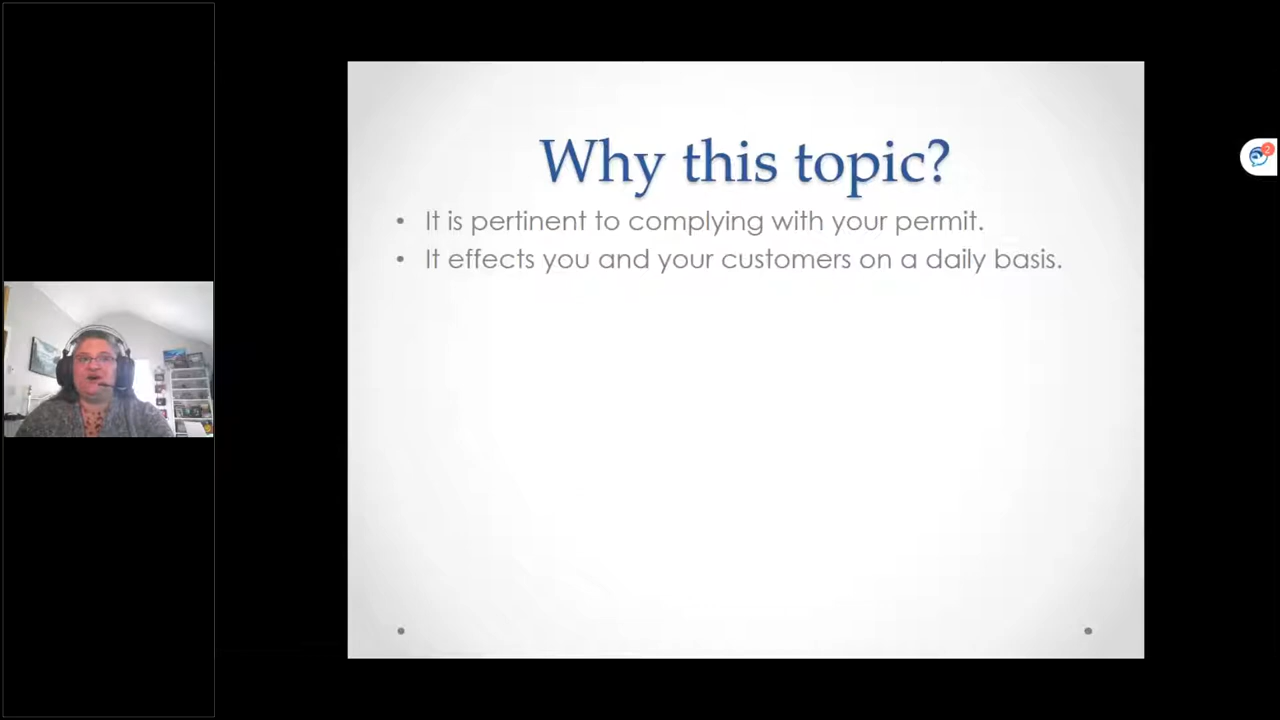 Why this topic?
• It is pertinent to complying with your permit.
• It effects you and your customers on a daily basis.
2